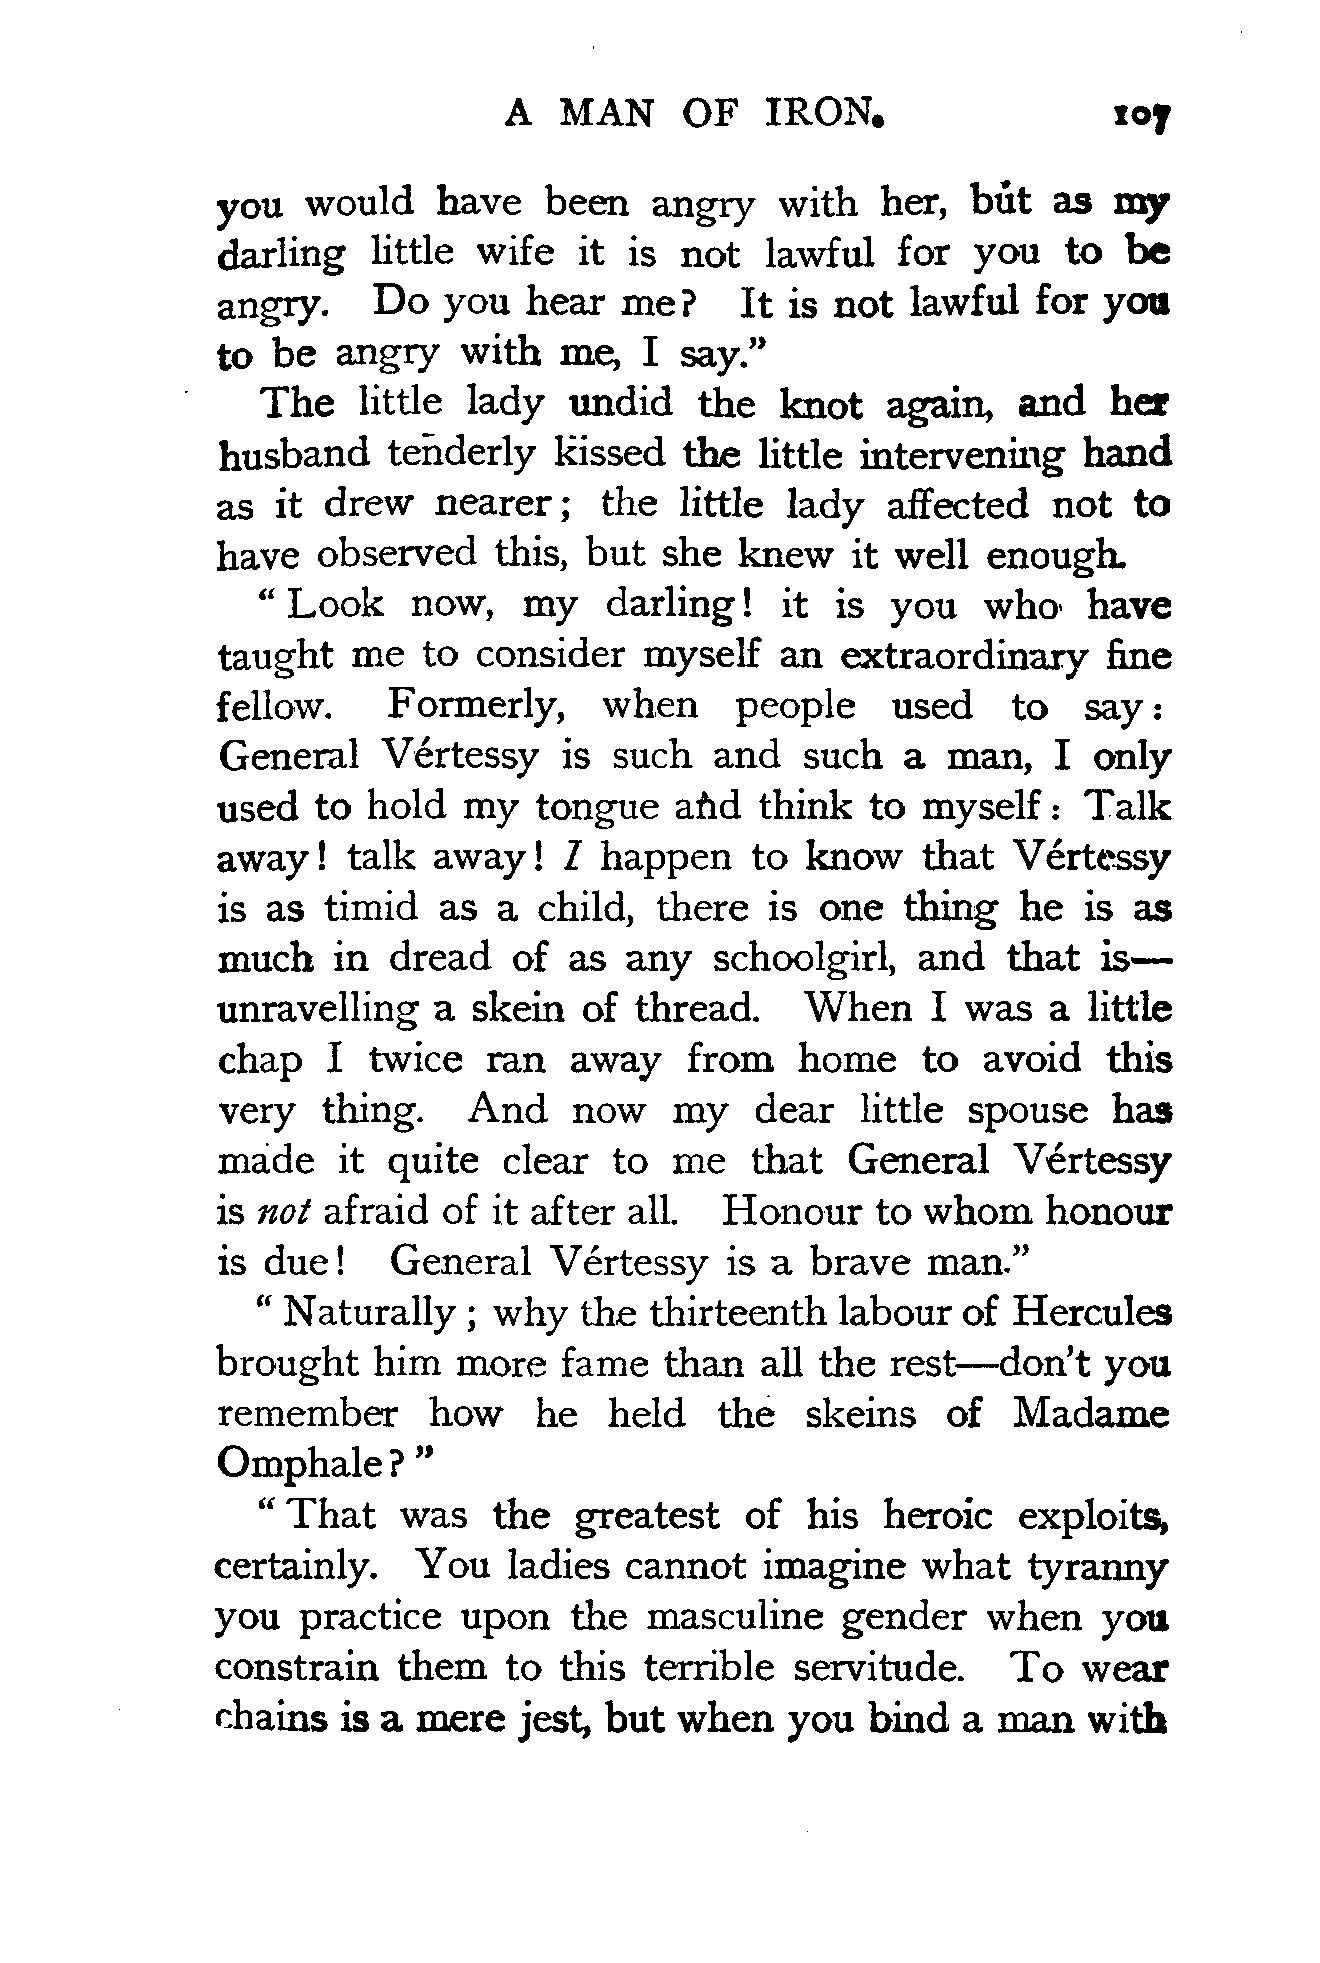 A MAN OF IRON. 107
you would have been angry with her, but as my
darling little wife it is not lawful for you to be
angry. Do you hear me? It is not lawful for you
to be angry with me, I say.”
The little lady undid the knot again, and her
husband tenderly kissed the little intervening hand
as it drew nearer; the little lady affected not to
have observed this, but she knew it well enough.
“Look now, my darling! it is you who have
taught me to consider myself an extraordinary fine
fellow. Formerly, when people used to say:
General Vértessy is such and such a man, I only
used to hold my tongue and think to myself: Talk
away! talk away! I happen to know that Vértessy
is as timid as a child, there is one thing he is as
much in dread of as any schoolgirl, and that is—
unravelling a skein of thread. When I was a little
chap I twice ran away from home to avoid this
very thing. And now my dear little spouse has
made it quite clear to me that General Vértessy
is not afraid of it after all. Honour to whom honour
is due! General Vértessy is a brave man.”
“Naturally; why the thirteenth labour of Hercules
brought him more fame than all the rest—don't you
remember how he held the skeins of Madame
Omphale?”
“That was the greatest of his heroic exploits,
certainly. You ladies cannot imagine what tyranny
you practice upon the masculine gender when you
constrain them to this terrible servitude. To wear
chains is a mere jest, but when you bind a man with